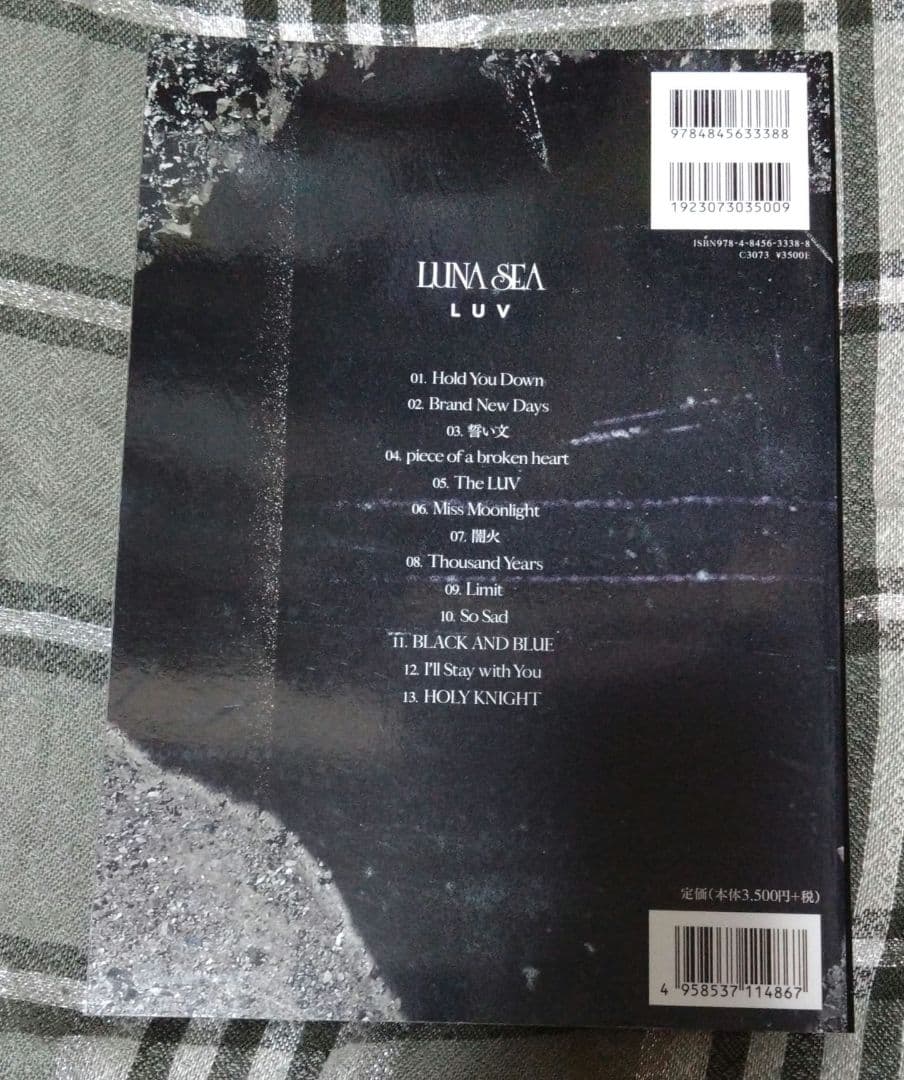 9784845633388
1923073035009
ISBN978-4-8456-3338-8
C3073 ¥3500E
LUNA SEA
LUV
01. Hold You Down
02. Brand New Days
03. 誓い文
04. piece of a broken heart
05. The LUV
06. Miss Moonlight
07. 闇火
08. Thousand Years
09. Limit
10. So Sad
11. BLACK AND BLUE
12. I'll Stay with You
13. HOLY KNIGHT
定価(本体3,500円+税)
4 958537 114867